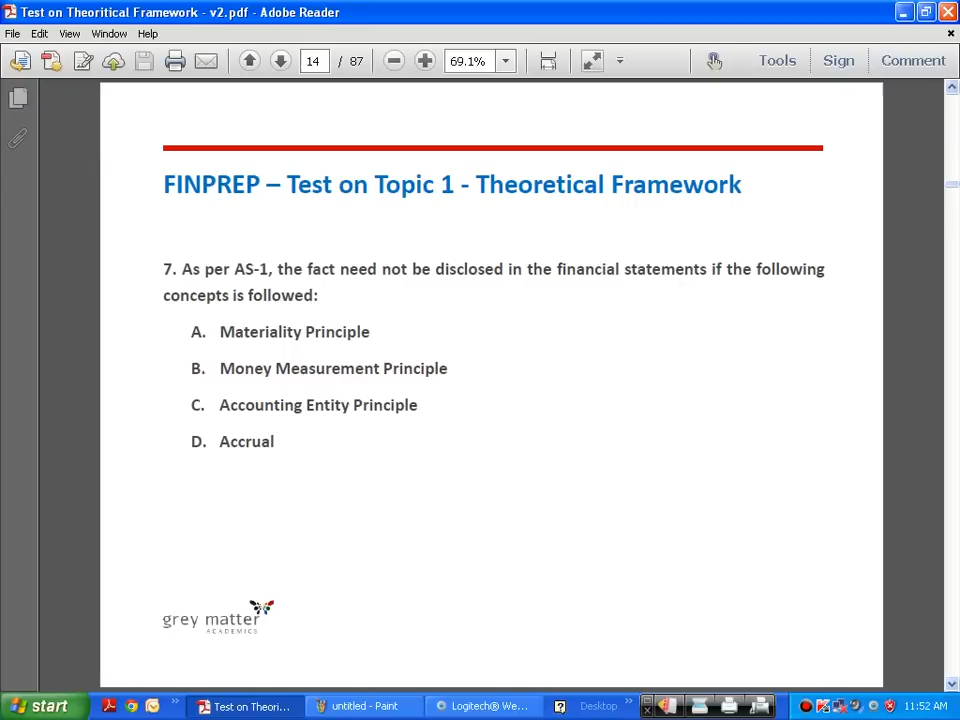 Test on Theoritical Framework - v2.pdf - Adobe Reader
File Edit View Window Help
14 / 87 69.1% Tools Sign Comment
FINPREP – Test on Topic 1 - Theoretical Framework
7. As per AS-1, the fact need not be disclosed in the financial statements if the following
concepts is followed:
A. Materiality Principle
B. Money Measurement Principle
C. Accounting Entity Principle
D. Accrual
grey matter
ACADEMICS
start Test on Theori... untitled - Paint Logitech® We... Desktop 11:52 AM